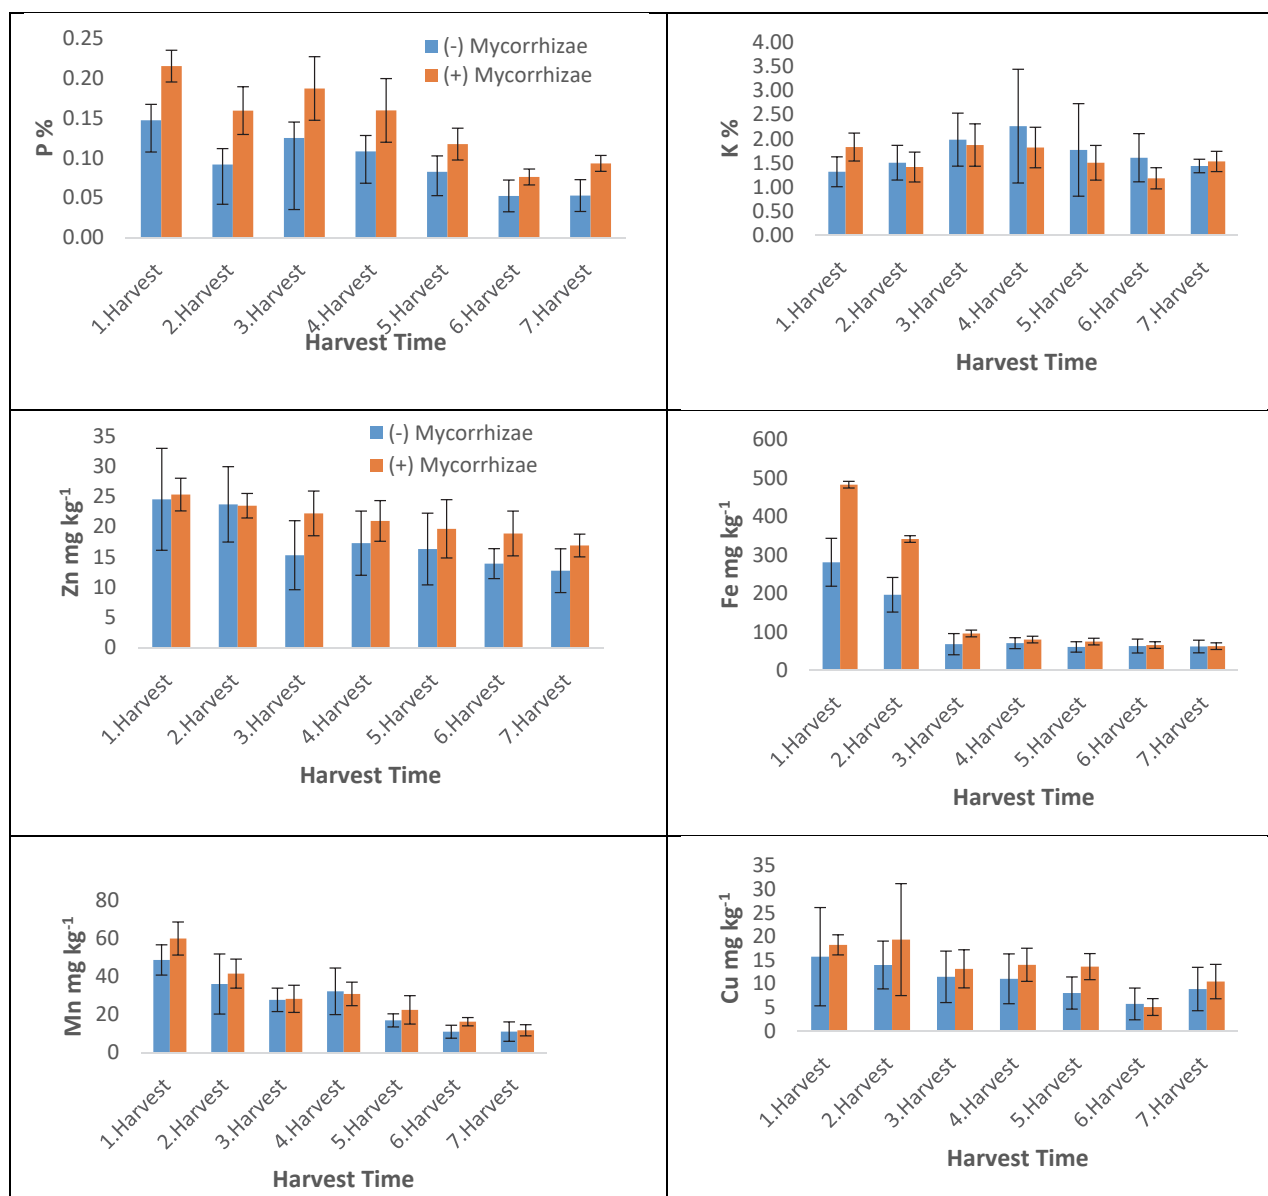 0.25
0.20
0.15
0.10
0.05
0.00
P %
(-) Mycorrhizae
(+) Mycorrhizae
1.Harvest
2.Harvest
3.Harvest
4.Harvest
5.Harvest
6.Harvest
7.Harvest
Harvest Time
4.00
3.50
3.00
2.50
2.00
1.50
1.00
0.50
0.00
K %
1.Harvest
2.Harvest
3.Harvest
4.Harvest
5.Harvest
6.Harvest
7.Harvest
Harvest Time
35
30
25
20
15
10
5
0
Zn mg kg-1
(-) Mycorrhizae
(+) Mycorrhizae
1.Harvest
2.Harvest
3.Harvest
4.Harvest
5.Harvest
6.Harvest
7.Harvest
Harvest Time
600
500
400
300
200
100
0
Fe mg kg-1
1.Harvest
2.Harvest
3.Harvest
4.Harvest
5.Harvest
6.Harvest
7.Harvest
Harvest Time
80
60
40
20
0
Mn mg kg-1
1.Harvest
2.Harvest
3.Harvest
4.Harvest
5.Harvest
6.Harvest
7.Harvest
Harvest Time
35
30
25
20
15
10
5
0
Cu mg kg-1
1.Harvest
2.Harvest
3.Harvest
4.Harvest
5.Harvest
6.Harvest
7.Harvest
Harvest Time